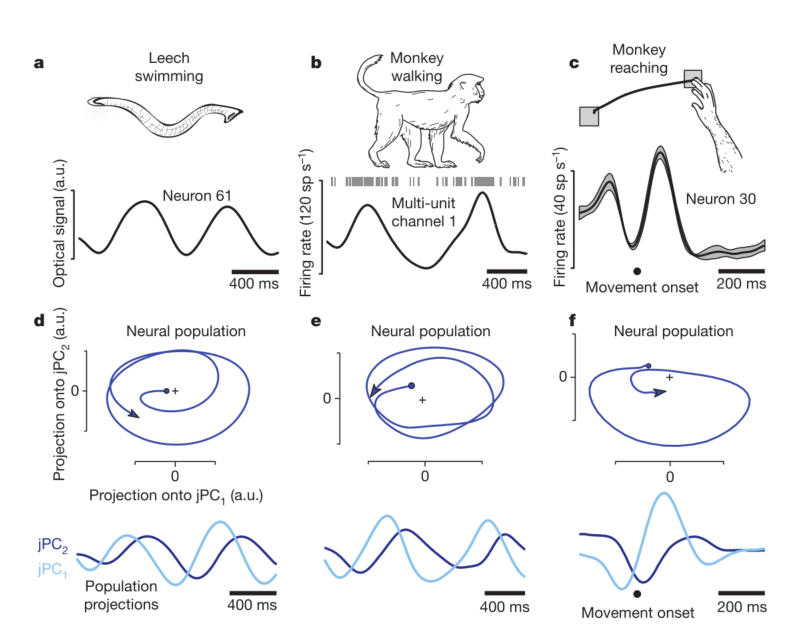 a
Leech
swimming
Optical signal (a.u.)
Neuron 61
400 ms
b
Monkey
walking
Firing rate (120 sp s⁻¹)
Multi-unit
channel 1
400 ms
c
Monkey
reaching
Firing rate (40 sp s⁻¹)
Neuron 30
Movement onset
200 ms
d
Neural population
Projection onto jPC₂ (a.u.)
0
0
Projection onto jPC₁ (a.u.)
jPC₂
jPC₁
Population
projections
400 ms
e
Neural population
0
0
400 ms
f
Neural population
0
0
Movement onset
200 ms